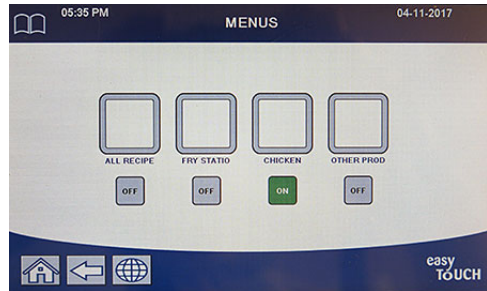 05:35 PM
MENUS
04-11-2017
ALL RECIPE
FRY STATIO
CHICKEN
OTHER PROD
OFF
OFF
ON
OFF
easy
TOUCH